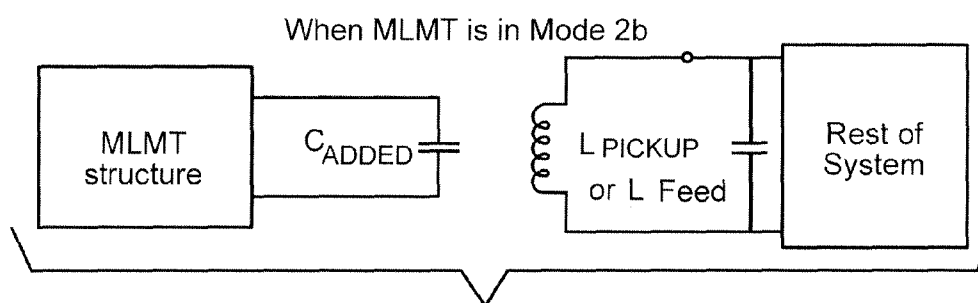 When MLMT is in Mode 2b
MLMT
structure
CADDED
L PICKUP
or L Feed
Rest of
System